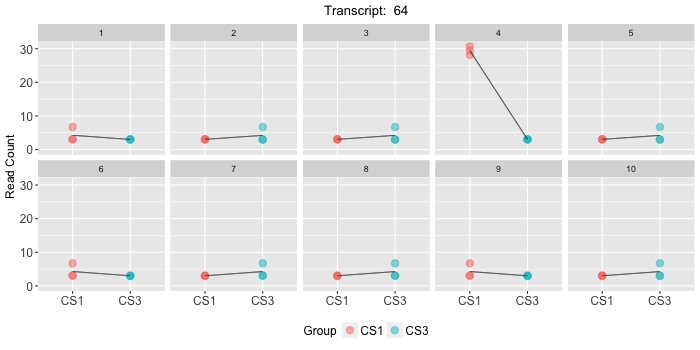 Transcript: 64
1 2 3 4 5
30
20
10
0
Read Count
6 7 8 9 10
30
20
10
0
CS1 CS3 CS1 CS3 CS1 CS3 CS1 CS3 CS1 CS3
Group CS1 CS3